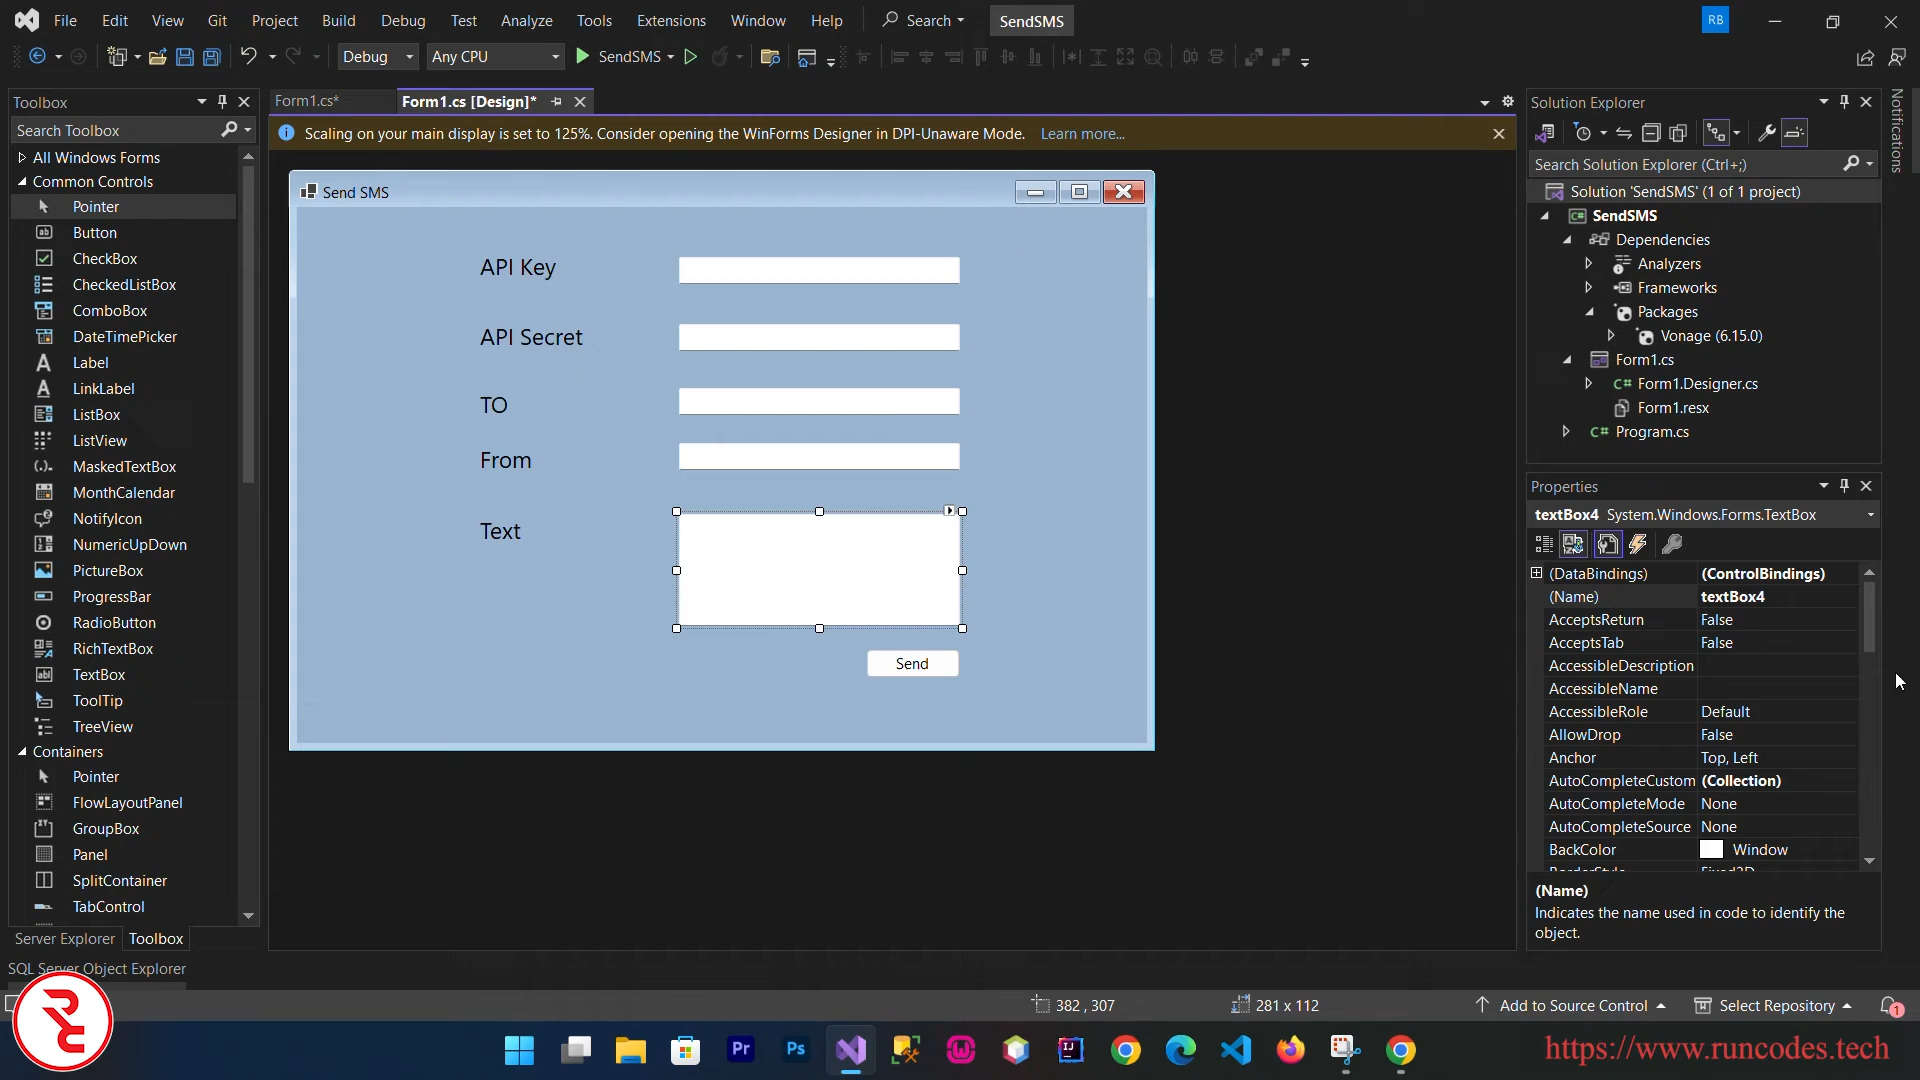 File Edit View Git Project Build Debug Test Analyze Tools Extensions Window Help Search SendSMS RB
Debug Any CPU SendSMS
Toolbox
Search Toolbox
All Windows Forms
Common Controls
Pointer
Button
CheckBox
CheckedListBox
ComboBox
DateTimePicker
Label
LinkLabel
ListBox
ListView
MaskedTextBox
MonthCalendar
NotifyIcon
NumericUpDown
PictureBox
ProgressBar
RadioButton
RichTextBox
TextBox
ToolTip
TreeView
Containers
Pointer
FlowLayoutPanel
GroupBox
Panel
SplitContainer
TabControl
Server Explorer Toolbox
SQL Server Object Explorer
Form1.cs* Form1.cs [Design]*
Scaling on your main display is set to 125%. Consider opening the WinForms Designer in DPI-Unaware Mode. Learn more...
Send SMS
API Key
API Secret
TO
From
Text
Send
Solution Explorer
Search Solution Explorer (Ctrl+;)
Solution 'SendSMS' (1 of 1 project)
SendSMS
Dependencies
Analyzers
Frameworks
Packages
Vonage (6.15.0)
Form1.cs
Form1.Designer.cs
Form1.resx
Program.cs
Notifications
Properties
textBox4 System.Windows.Forms.TextBox
(DataBindings) (ControlBindings)
(Name) textBox4
AcceptsReturn False
AcceptsTab False
AccessibleDescription
AccessibleName
AccessibleRole Default
AllowDrop False
Anchor Top, Left
AutoCompleteCustom (Collection)
AutoCompleteMode None
AutoCompleteSource None
BackColor Window
(Name)
Indicates the name used in code to identify the
object.
382 , 307 281 x 112 Add to Source Control Select Repository 1
Pr Ps
https://www.runcodes.tech